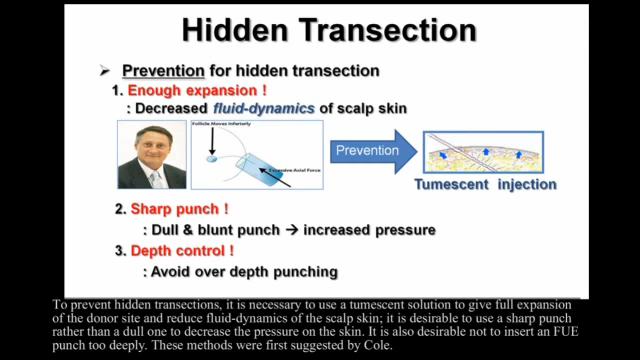 Hidden Transection
➢ Prevention for hidden transection
1. Enough expansion !
: Decreased fluid-dynamics of scalp skin
Follicle Moves Inferiorly
Excessive Axial Force
Prevention
Tumescent injection
2. Sharp punch !
: Dull & blunt punch → increased pressure
3. Depth control !
: Avoid over depth punching
To prevent hidden transections, it is necessary to use a tumescent solution to give full expansion
of the donor site and reduce fluid-dynamics of the scalp skin; it is desirable to use a sharp punch
rather than a dull one to decrease the pressure on the skin. It is also desirable not to insert an FUE
punch too deeply. These methods were first suggested by Cole.